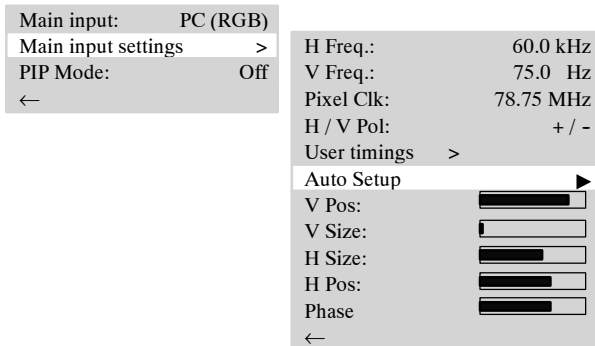 Main input: PC (RGB)
Main input settings >
PIP Mode: Off
←
H Freq.: 60.0 kHz
V Freq.: 75.0 Hz
Pixel Clk: 78.75 MHz
H / V Pol: + / -
User timings >
Auto Setup ▶
V Pos:
V Size:
H Size:
H Pos:
Phase
←